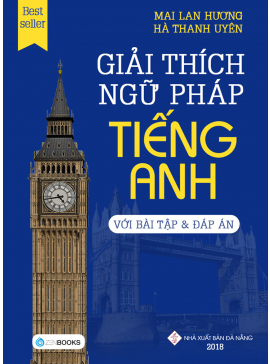 Best
seller
MAI LAN HƯƠNG
HÀ THANH UYÊN
GIẢI THÍCH
NGỮ PHÁP
TIẾNG
ANH
VỚI BÀI TẬP & ĐÁP ÁN
ZENBOOKS
NHÀ XUẤT BẢN ĐÀ NẴNG
2018